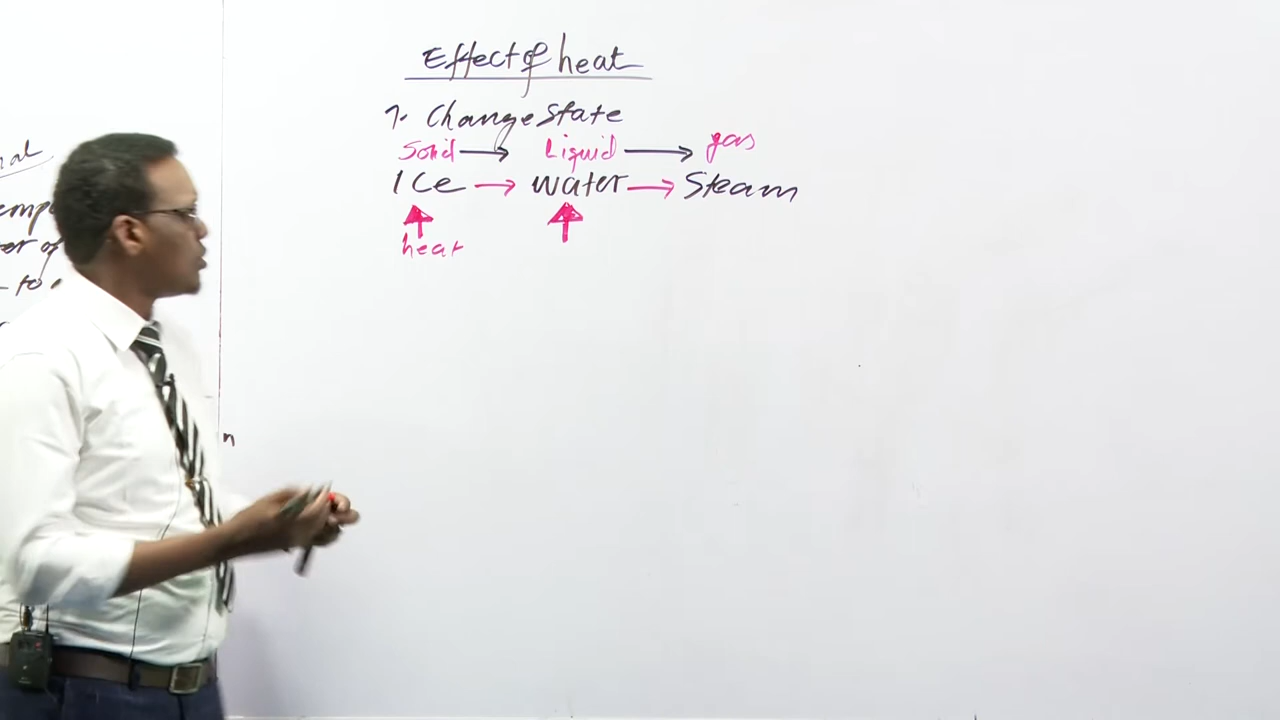 Effect of heat
1. Change state
Solid → Liquid → gas
Ice → water → Steam
heat